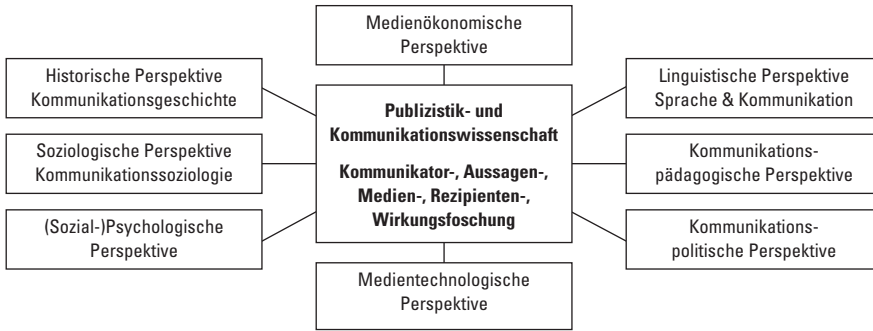 Medienökonomische
Perspektive
Historische Perspektive
Kommunikationsgeschichte
Linguistische Perspektive
Sprache & Kommunikation
Publizistik- und
Kommunikationswissenschaft
Soziologische Perspektive
Kommunikationssoziologie
Kommunikations-
pädagogische Perspektive
Kommunikator-, Aussagen-,
Medien-, Rezipienten-,
Wirkungsfoschung
(Sozial-)Psychologische
Perspektive
Kommunikations-
politische Perspektive
Medientechnologische
Perspektive